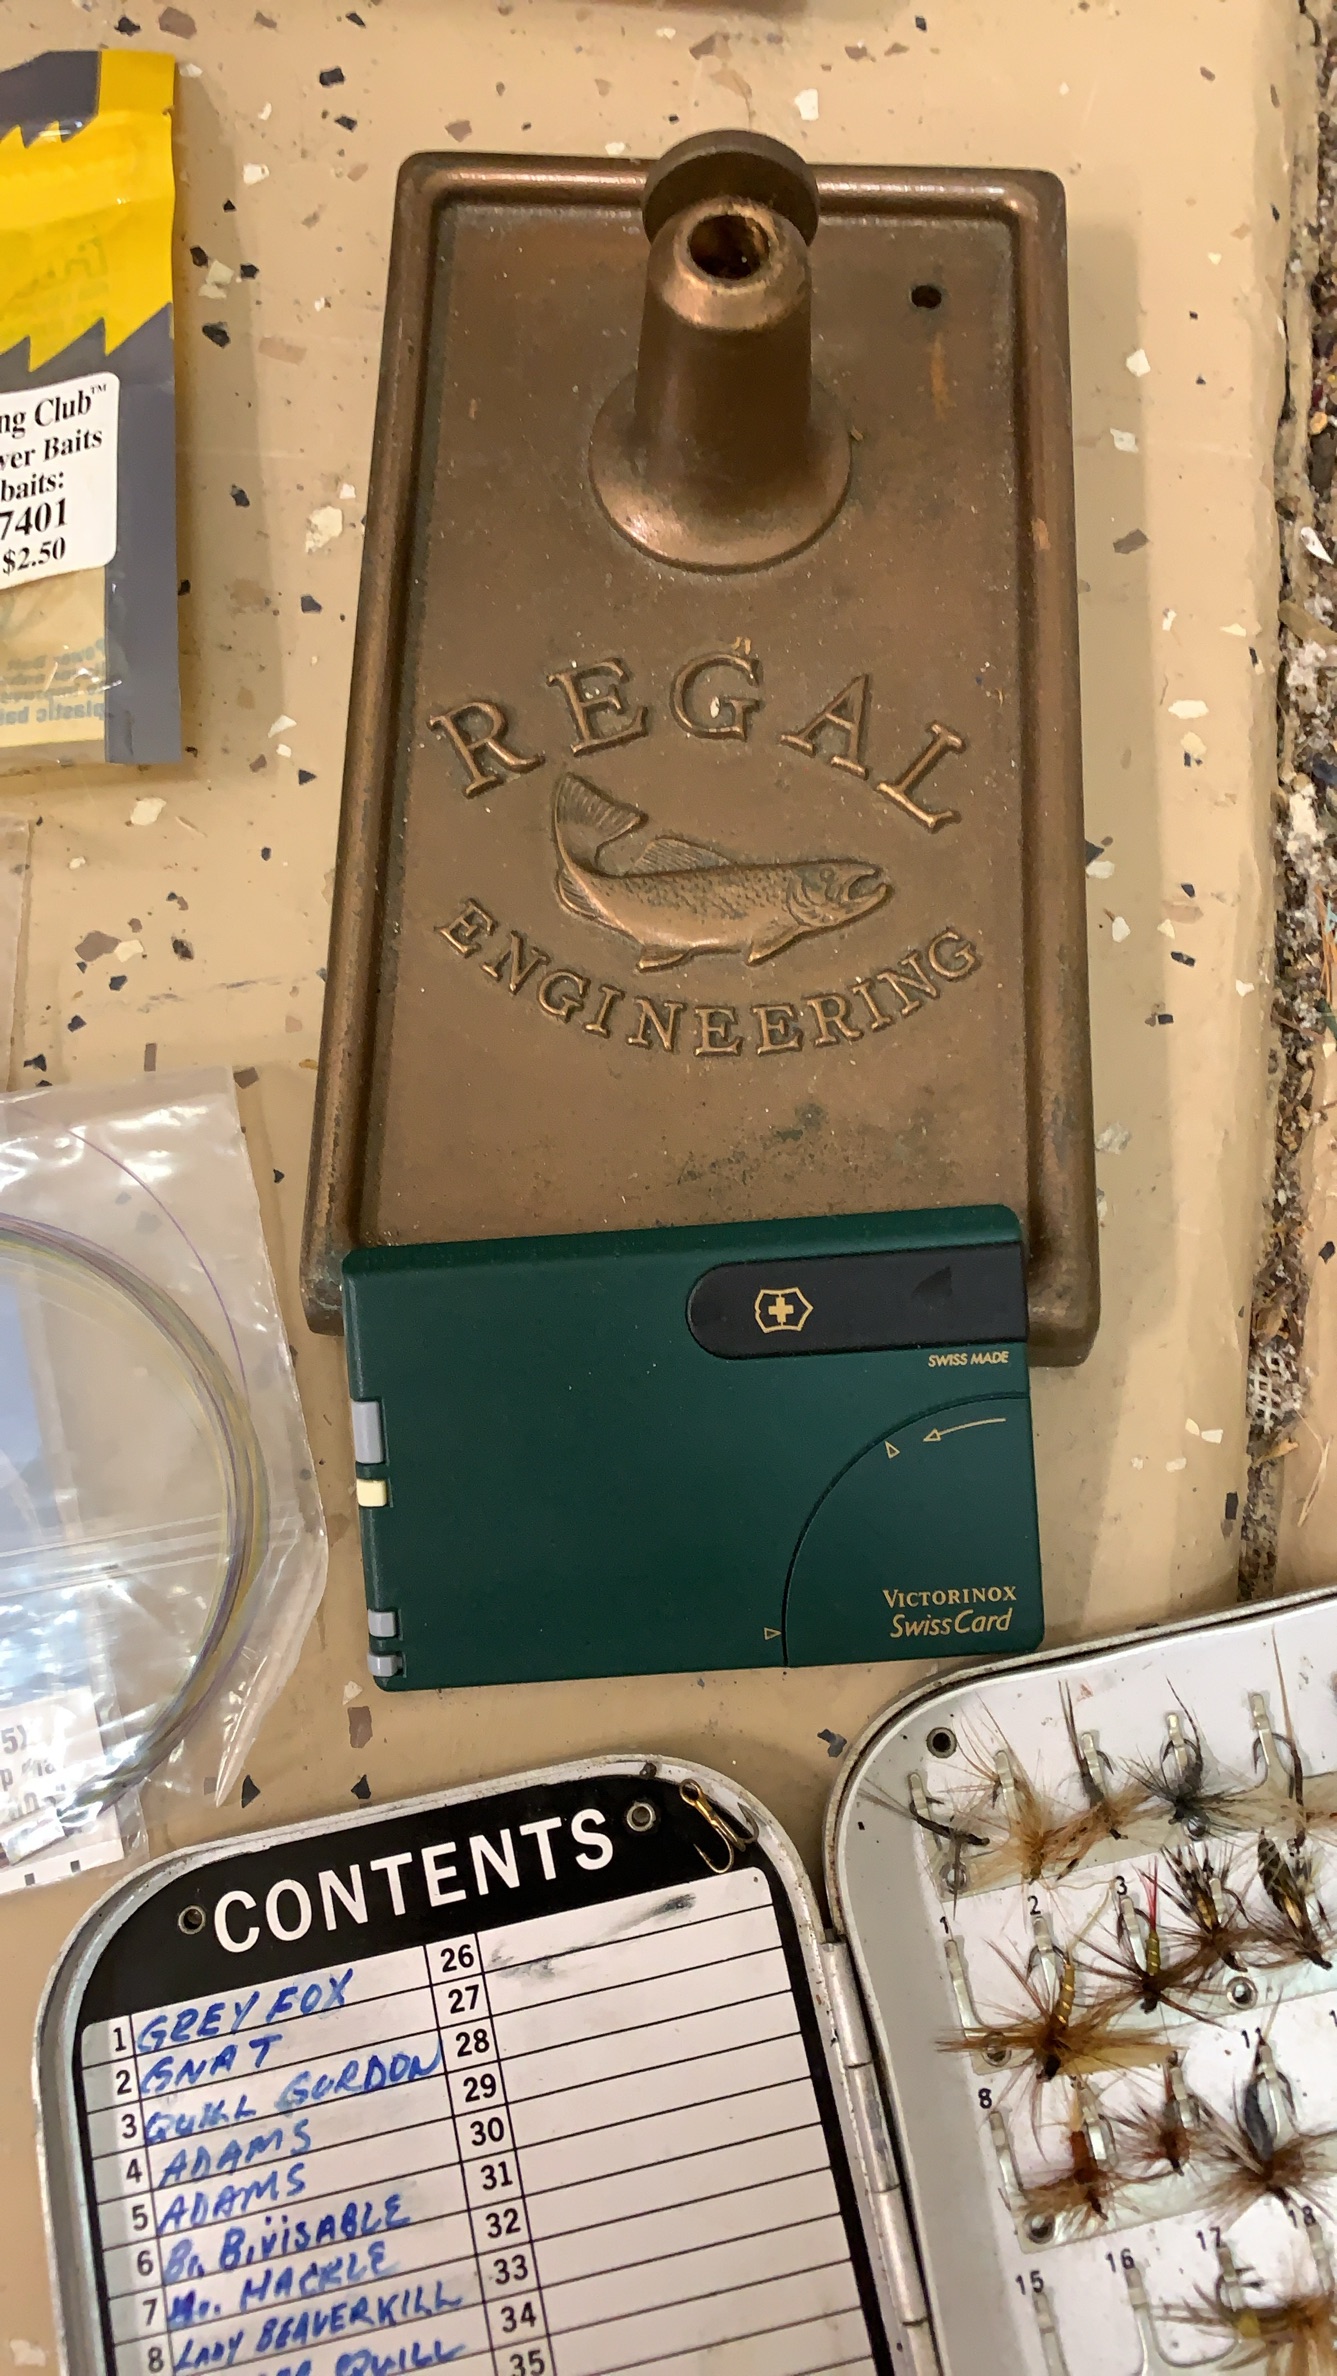 ng Club™
ver Baits
baits:
7401
$2.50
REGAL
ENGINEERING
SWISS MADE
VICTORINOX
SwissCard
CONTENTS
1 GREY FOX
2 GNAT
3 QUILL GORDON
4 ADAMS
5 ADAMS
6 Br. BiViSABLE
7 HACKLE
8 LADY BEAVERKILL
QUILL
26
27
28
29
30
31
32
33
34
35
1
2
3
8
11
15
16
17
18